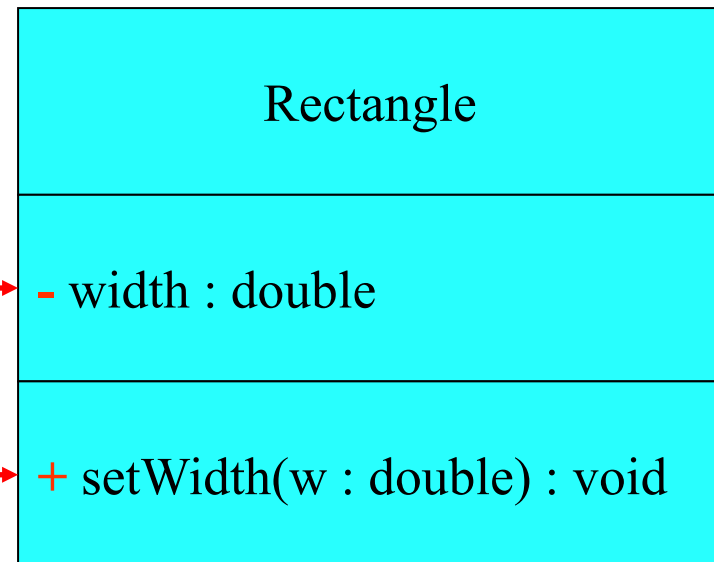 Rectangle
- width : double
+ setWidth(w : double) : void